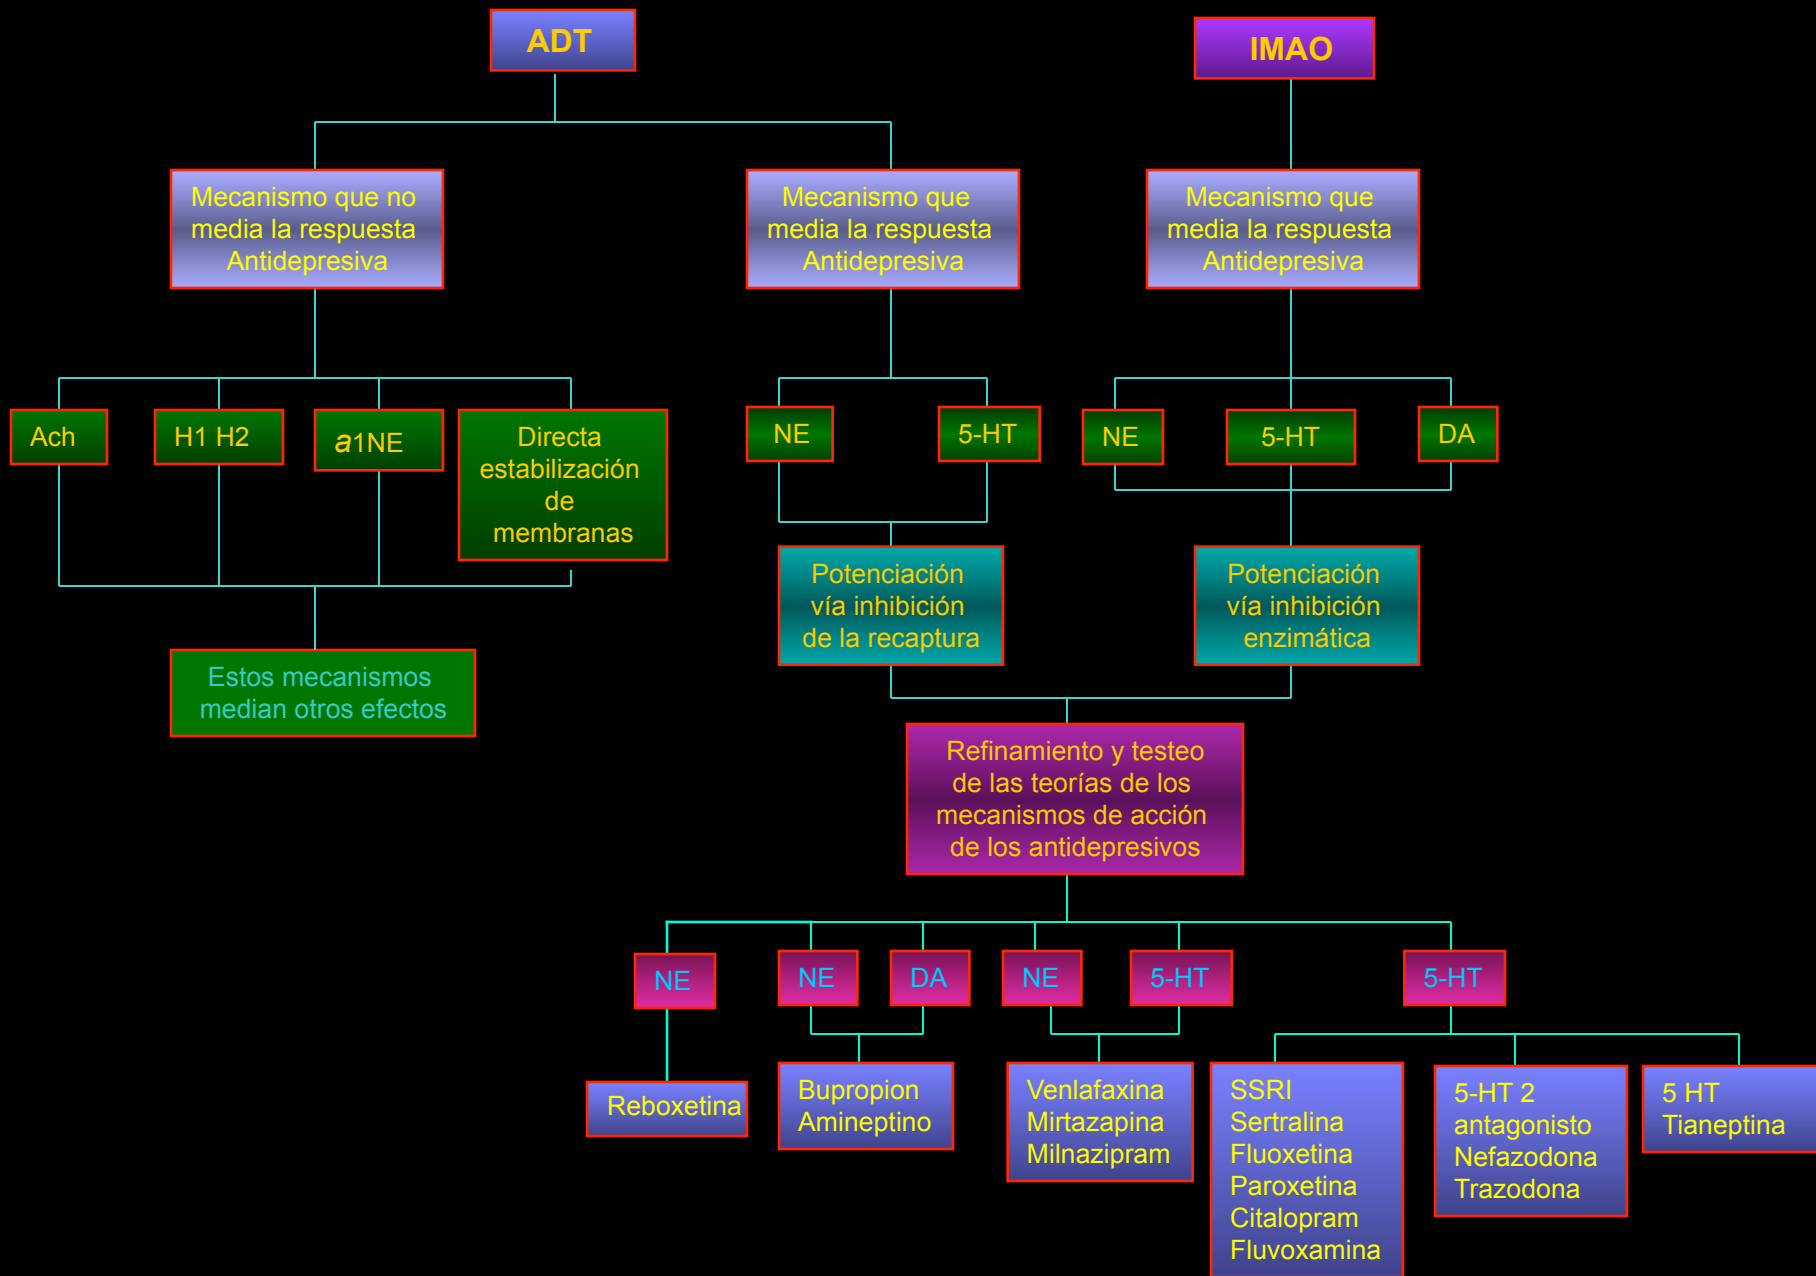 ADT
IMAO
Mecanismo que no
media la respuesta
Antidepresiva
Mecanismo que
media la respuesta
Antidepresiva
Mecanismo que
media la respuesta
Antidepresiva
Ach
H1 H2
a1NE
Directa
estabilización
de
membranas
NE
5-HT
NE
5-HT
DA
Potenciación
vía inhibición
de la recaptura
Potenciación
vía inhibición
enzimática
Estos mecanismos
median otros efectos
Refinamiento y testeo
de las teorías de los
mecanismos de acción
de los antidepresivos
NE
NE
DA
NE
5-HT
5-HT
Reboxetina
Bupropion
Amineptino
Venlafaxina
Mirtazapina
Milnazipram
SSRI
Sertralina
Fluoxetina
Paroxetina
Citalopram
Fluvoxamina
5-HT 2
antagonisto
Nefazodona
Trazodona
5 HT
Tianeptina